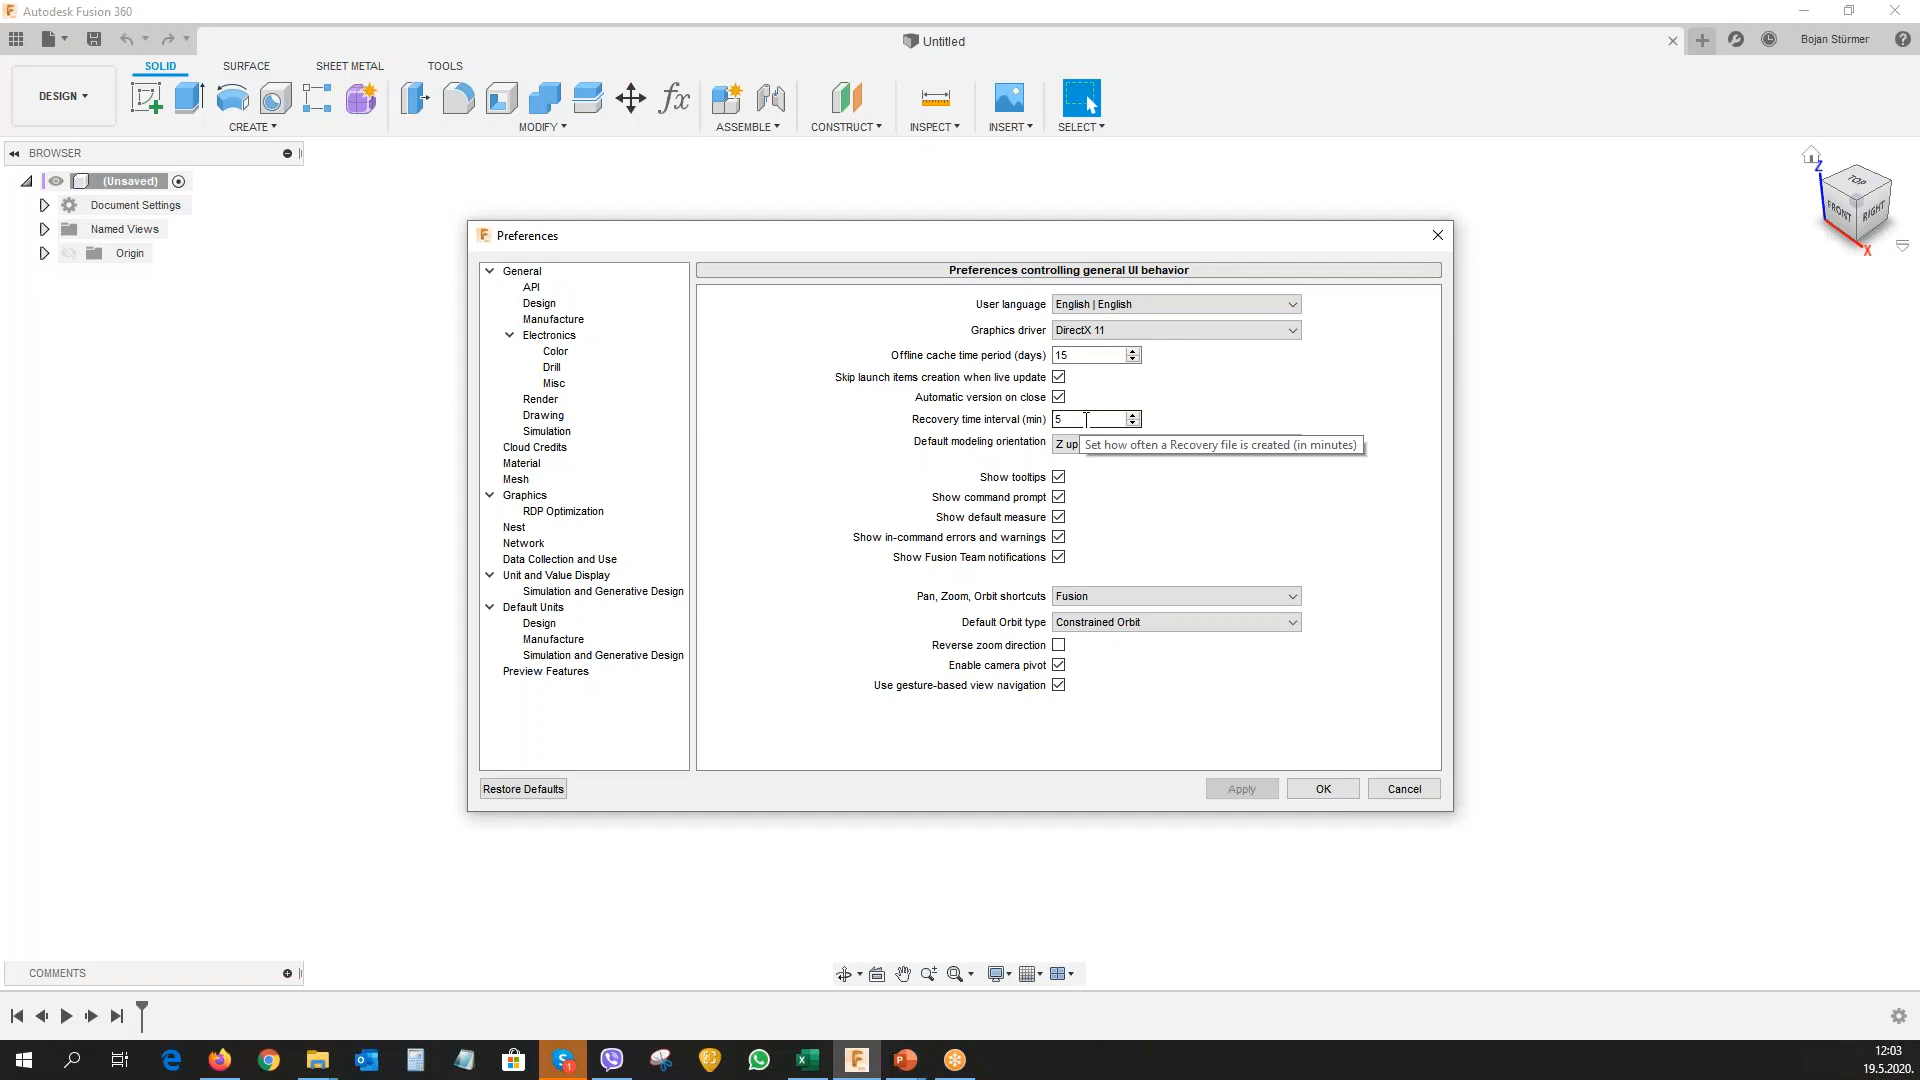 Autodesk Fusion 360
Untitled
Bojan Stürmer
SOLID SURFACE SHEET METAL TOOLS
DESIGN
CREATE MODIFY ASSEMBLE CONSTRUCT INSPECT INSERT SELECT
BROWSER
(Unsaved)
Document Settings
Named Views
Origin
TOP
FRONT
RIGHT
Z
X
Preferences
General
API
Design
Manufacture
Electronics
Color
Drill
Misc
Render
Drawing
Simulation
Cloud Credits
Material
Mesh
Graphics
RDP Optimization
Nest
Network
Data Collection and Use
Unit and Value Display
Simulation and Generative Design
Default Units
Design
Manufacture
Simulation and Generative Design
Preview Features
Preferences controlling general UI behavior
User language English | English
Graphics driver DirectX 11
Offline cache time period (days) 15
Skip launch items creation when live update
Automatic version on close
Recovery time interval (min) 5
Default modeling orientation Z up
Set how often a Recovery file is created (in minutes)
Show tooltips
Show command prompt
Show default measure
Show in-command errors and warnings
Show Fusion Team notifications
Pan, Zoom, Orbit shortcuts Fusion
Default Orbit type Constrained Orbit
Reverse zoom direction
Enable camera pivot
Use gesture-based view navigation
Restore Defaults Apply OK Cancel
COMMENTS
12:03
19.5.2020.